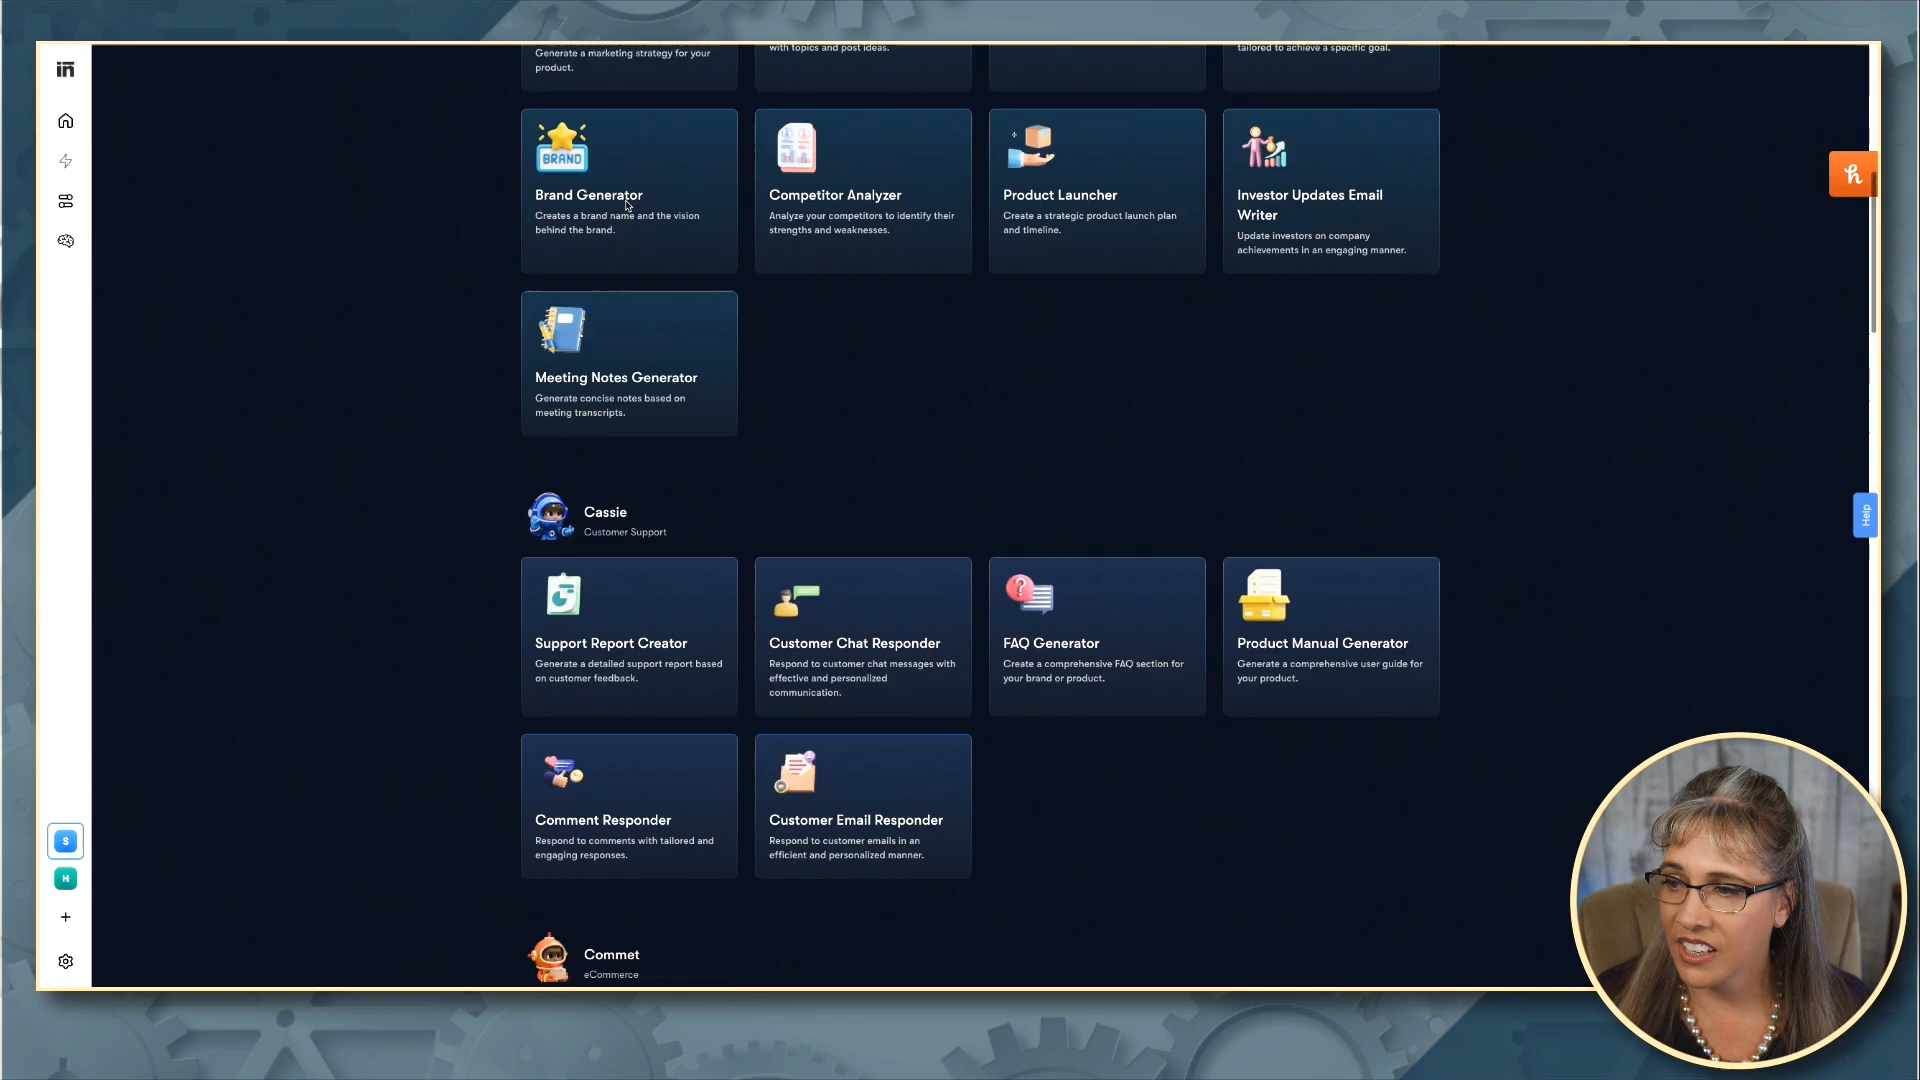 in
Generate a marketing strategy for your
product.
with topics and post ideas.
tailored to achieve a specific goal.
BRAND
Brand Generator
Creates a brand name and the vision
behind the brand.
Competitor Analyzer
Analyze your competitors to identify their
strengths and weaknesses.
Product Launcher
Create a strategic product launch plan
and timeline.
Investor Updates Email
Writer
Update investors on company
achievements in an engaging manner.
h
Meeting Notes Generator
Generate concise notes based on
meeting transcripts.
Cassie
Customer Support
Help
Support Report Creator
Generate a detailed support report based
on customer feedback.
Customer Chat Responder
Respond to customer chat messages with
effective and personalized
communication.
?
FAQ Generator
Create a comprehensive FAQ section for
your brand or product.
Product Manual Generator
Generate a comprehensive user guide for
your product.
Comment Responder
Respond to comments with tailored and
engaging responses.
Customer Email Responder
Respond to customer emails in an
efficient and personalized manner.
S
H
Commet
eCommerce